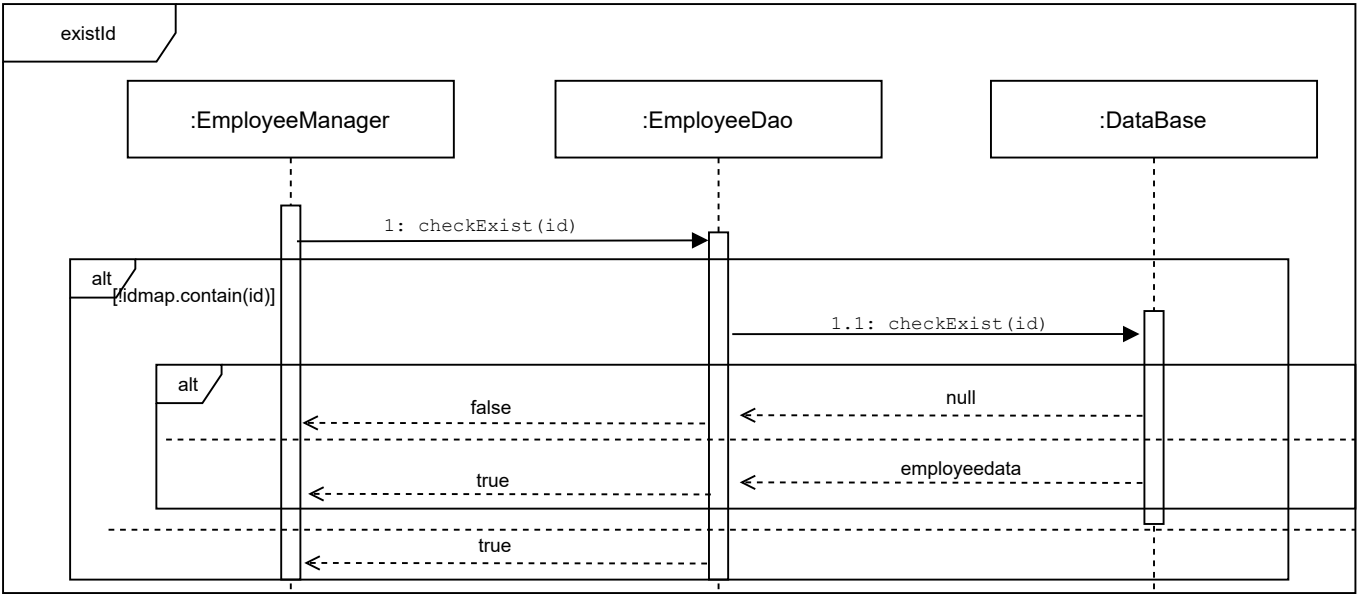 existId
:EmployeeManager
:EmployeeDao
:DataBase
1: checkExist(id)
alt
[!idmap.contain(id)]
1.1: checkExist(id)
alt
null
false
employeedata
true
true